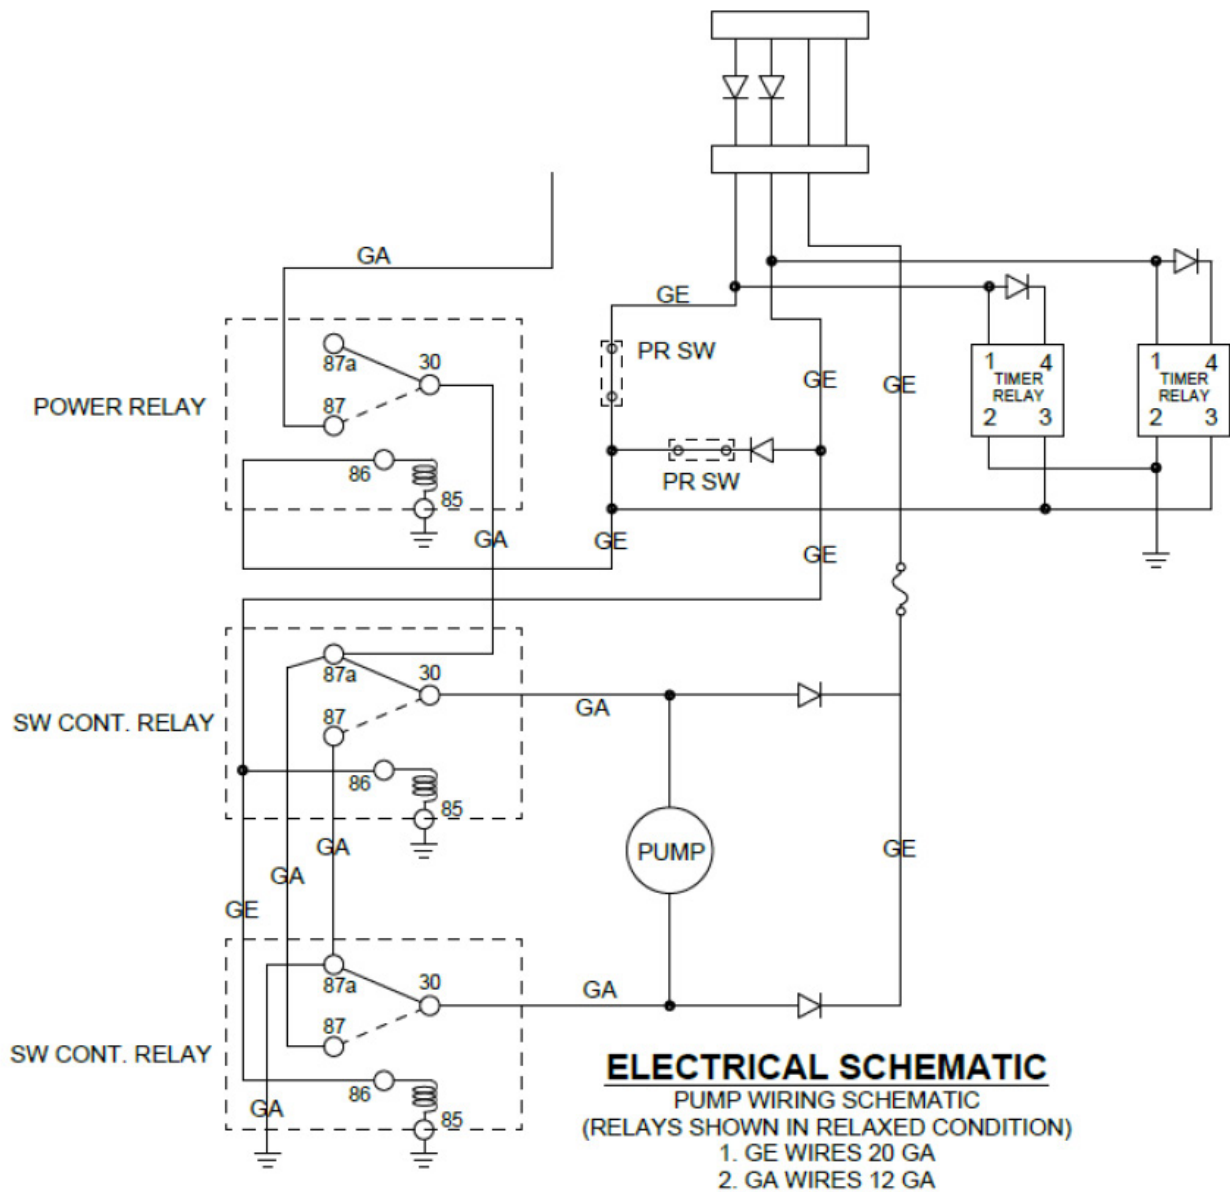 GA
GE
PR SW
87a
30
GE
GE
1 4
TIMER
RELAY
2 3
1 4
TIMER
RELAY
2 3
POWER RELAY
87
PR SW
86
85
GA
GE
GE
87a
30
SW CONT. RELAY
87
GA
86
85
GA
GA
PUMP
GE
GE
87a
30
GA
87
SW CONT. RELAY
86
GA
85
ELECTRICAL SCHEMATIC
PUMP WIRING SCHEMATIC
(RELAYS SHOWN IN RELAXED CONDITION)
1. GE WIRES 20 GA
2. GA WIRES 12 GA